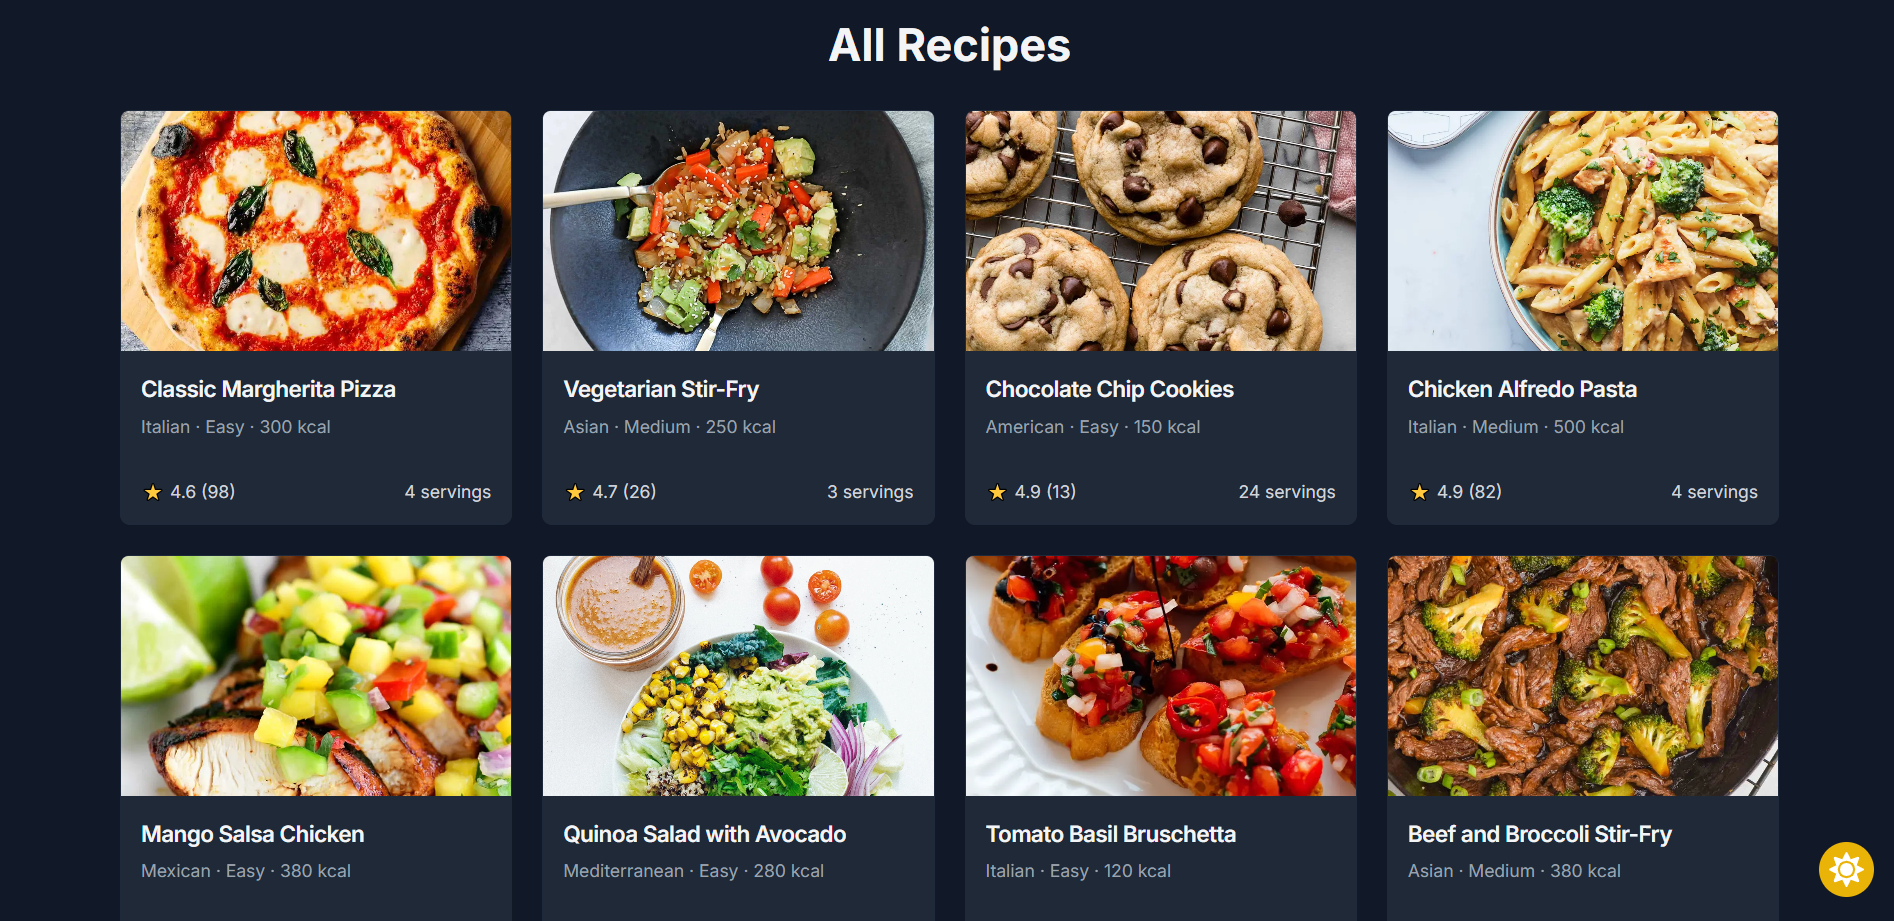 All Recipes
Classic Margherita Pizza
Italian · Easy · 300 kcal
4.6 (98) 4 servings
Vegetarian Stir-Fry
Asian · Medium · 250 kcal
4.7 (26) 3 servings
Chocolate Chip Cookies
American · Easy · 150 kcal
4.9 (13) 24 servings
Chicken Alfredo Pasta
Italian · Medium · 500 kcal
4.9 (82) 4 servings
Mango Salsa Chicken
Mexican · Easy · 380 kcal
Quinoa Salad with Avocado
Mediterranean · Easy · 280 kcal
Tomato Basil Bruschetta
Italian · Easy · 120 kcal
Beef and Broccoli Stir-Fry
Asian · Medium · 380 kcal